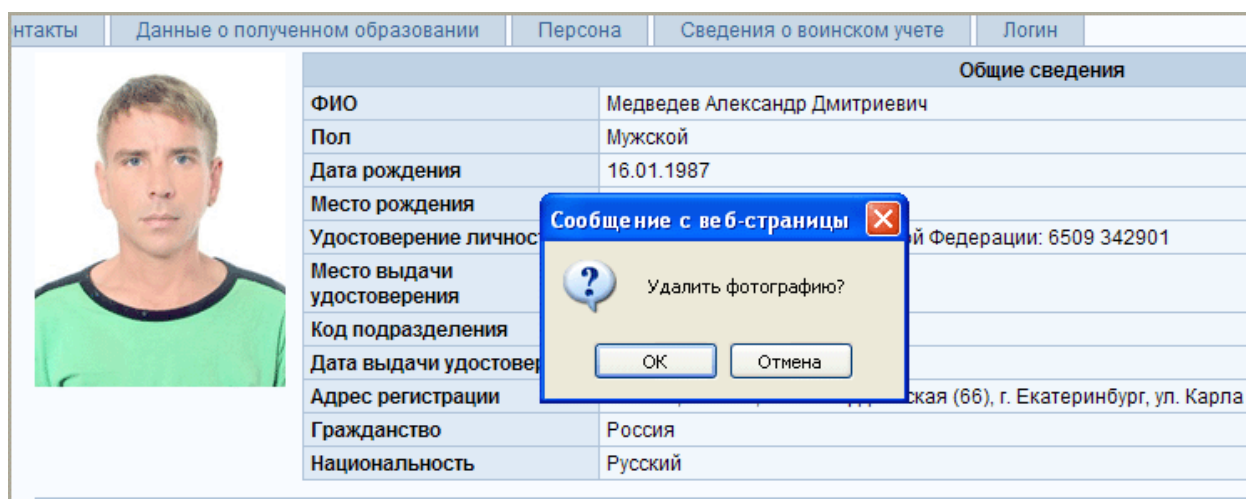 нтакты Данные о полученном образовании Персона Сведения о воинском учете Логин
Общие сведения
ФИО Медведев Александр Дмитриевич
Пол Мужской
Дата рождения 16.01.1987
Место рождения
Сообщение с веб-страницы
Удостоверение личнос й Федерации: 6509 342901
Место выдачи
удостоверения
Удалить фотографию?
Код подразделения
Дата выдачи удостовер
ОК Отмена
Адрес регистрации ская (66), г. Екатеринбург, ул. Карла
Гражданство Россия
Национальность Русский